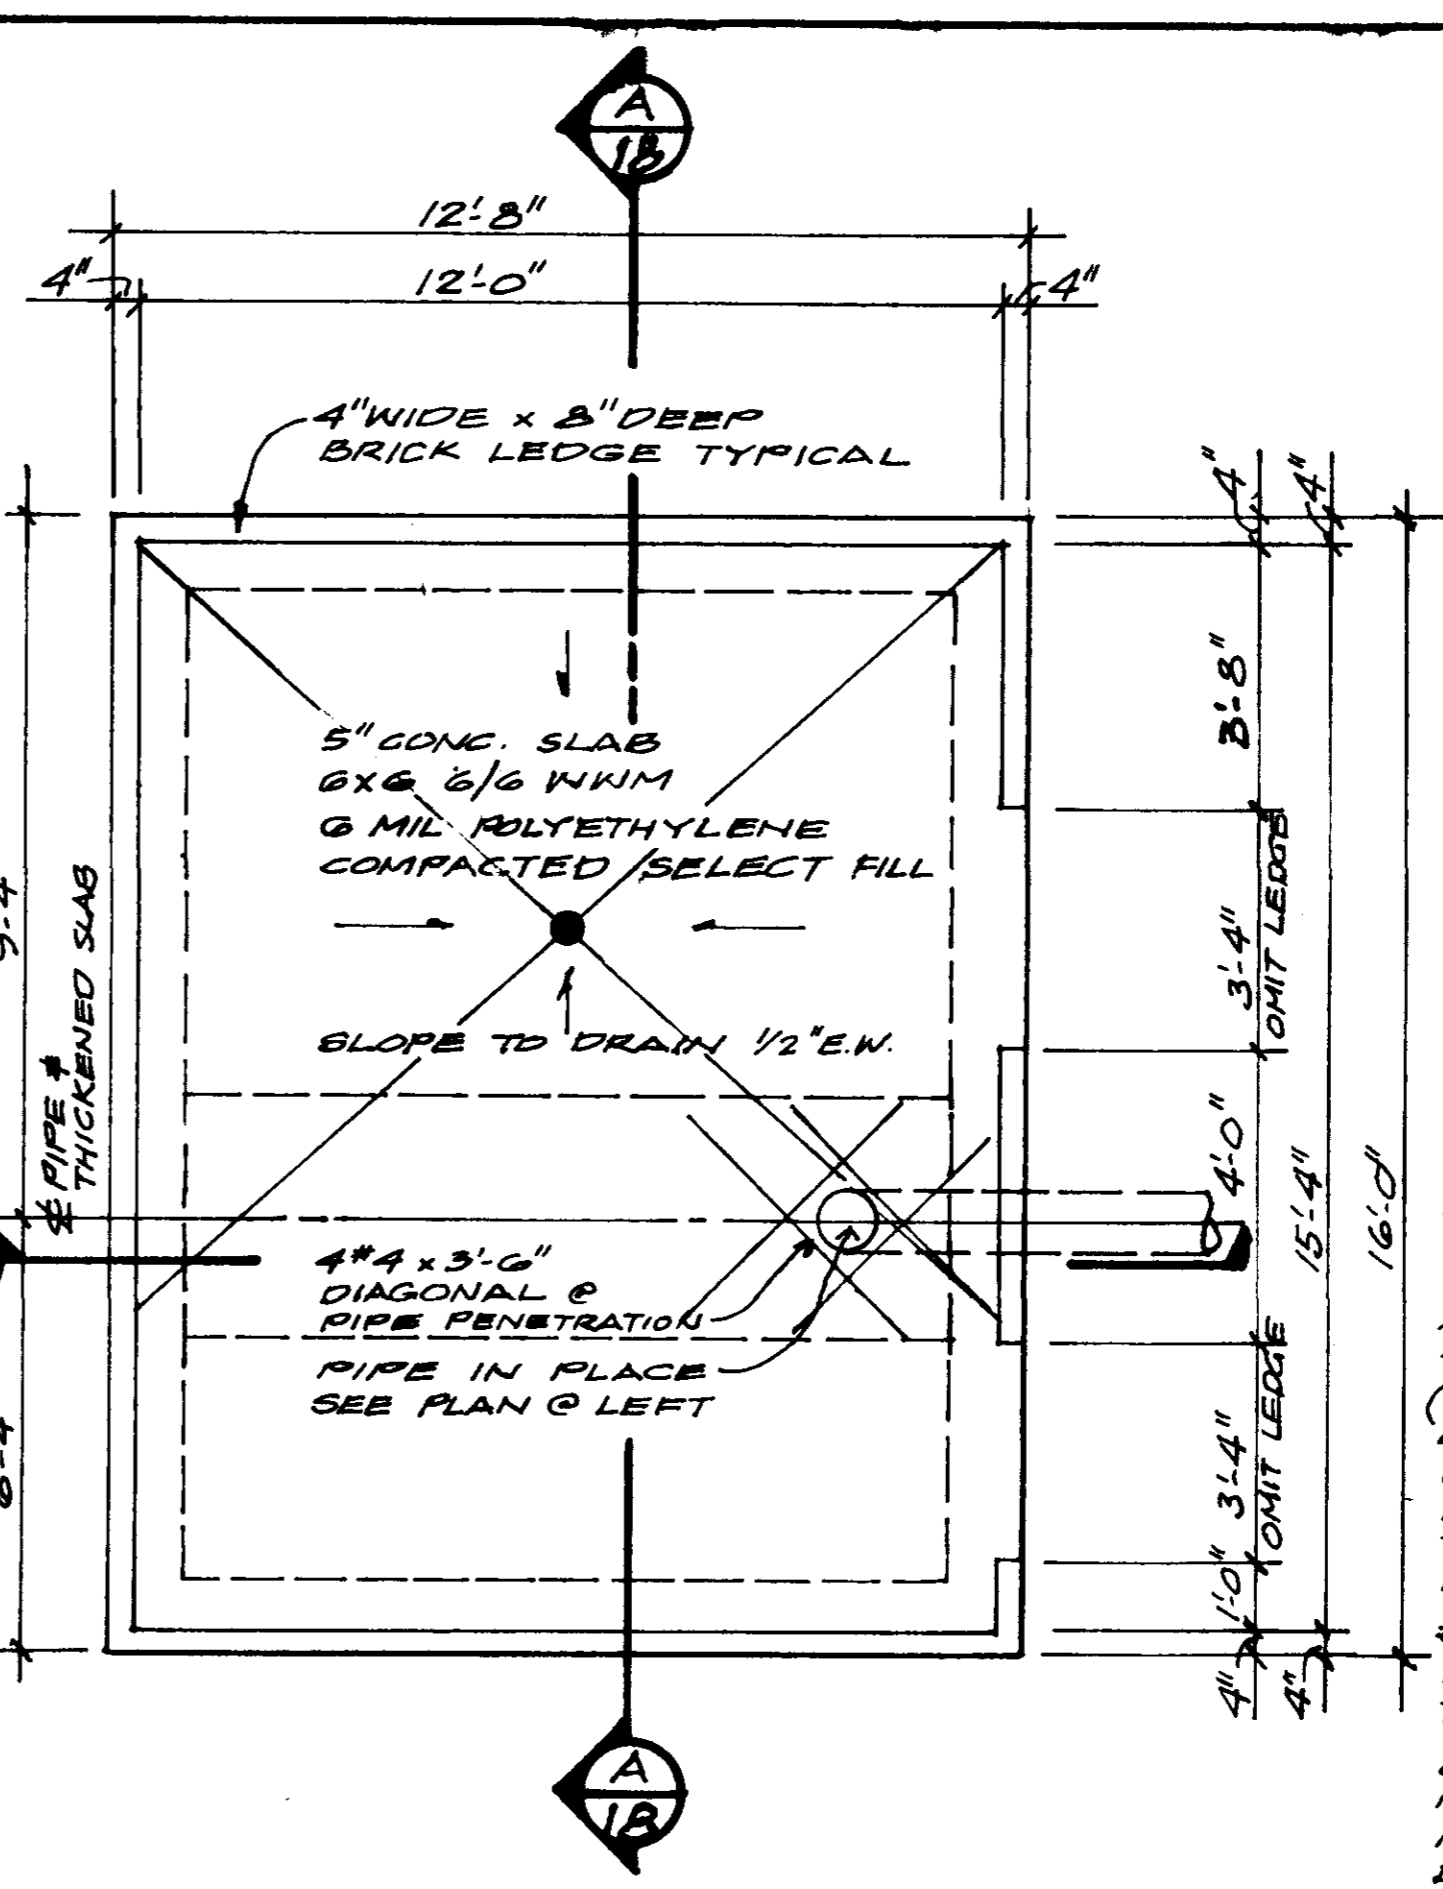 A
18
12'-8"
4"
12'-0"
4"
4" WIDE x 8" DEEP
BRICK LEDGE TYPICAL
4"
4"
3'-8"
5" CONC. SLAB
6x6 6/6 WWM
6 MIL POLYETHYLENE
COMPACTED SELECT FILL
3'-4"
OMIT LEDGE
SLOPE TO DRAIN 1/2" E.W.
℄ PIPE &
THICKENED SLAB
4'-0"
15'-4"
16'-0"
4 #4 x 3'-6"
DIAGONAL @
PIPE PENETRATION
PIPE IN PLACE
SEE PLAN @ LEFT
3'-4"
OMIT LEDGE
1'-0"
4"
4"
A
18